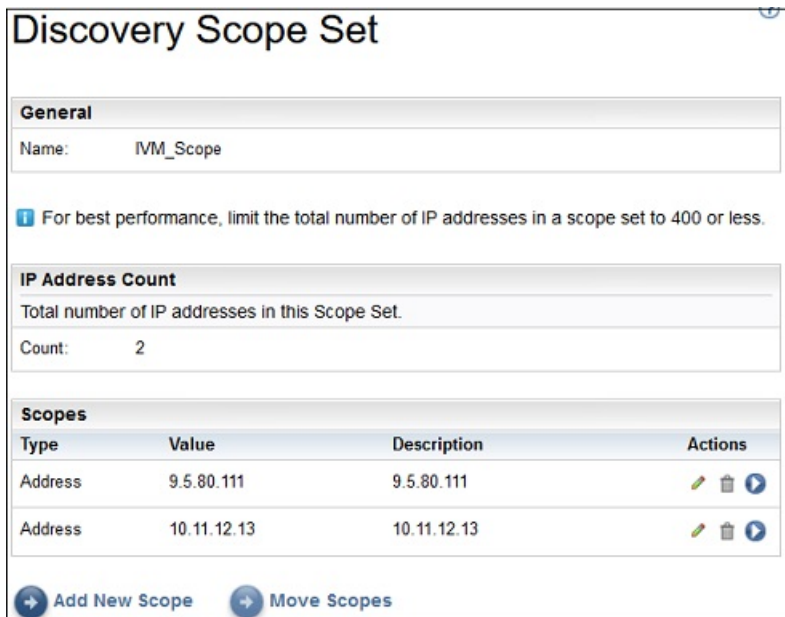 Discovery Scope Set
General
Name: IVM_Scope
For best performance, limit the total number of IP addresses in a scope set to 400 or less.
IP Address Count
Total number of IP addresses in this Scope Set.
Count: 2
Scopes
Type Value Description Actions
Address 9.5.80.111 9.5.80.111
Address 10.11.12.13 10.11.12.13
Add New Scope Move Scopes